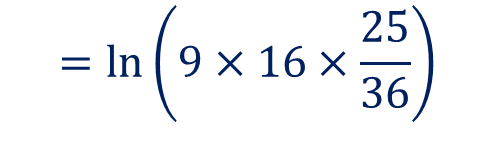 = ln(9 × 16 × 25/36)